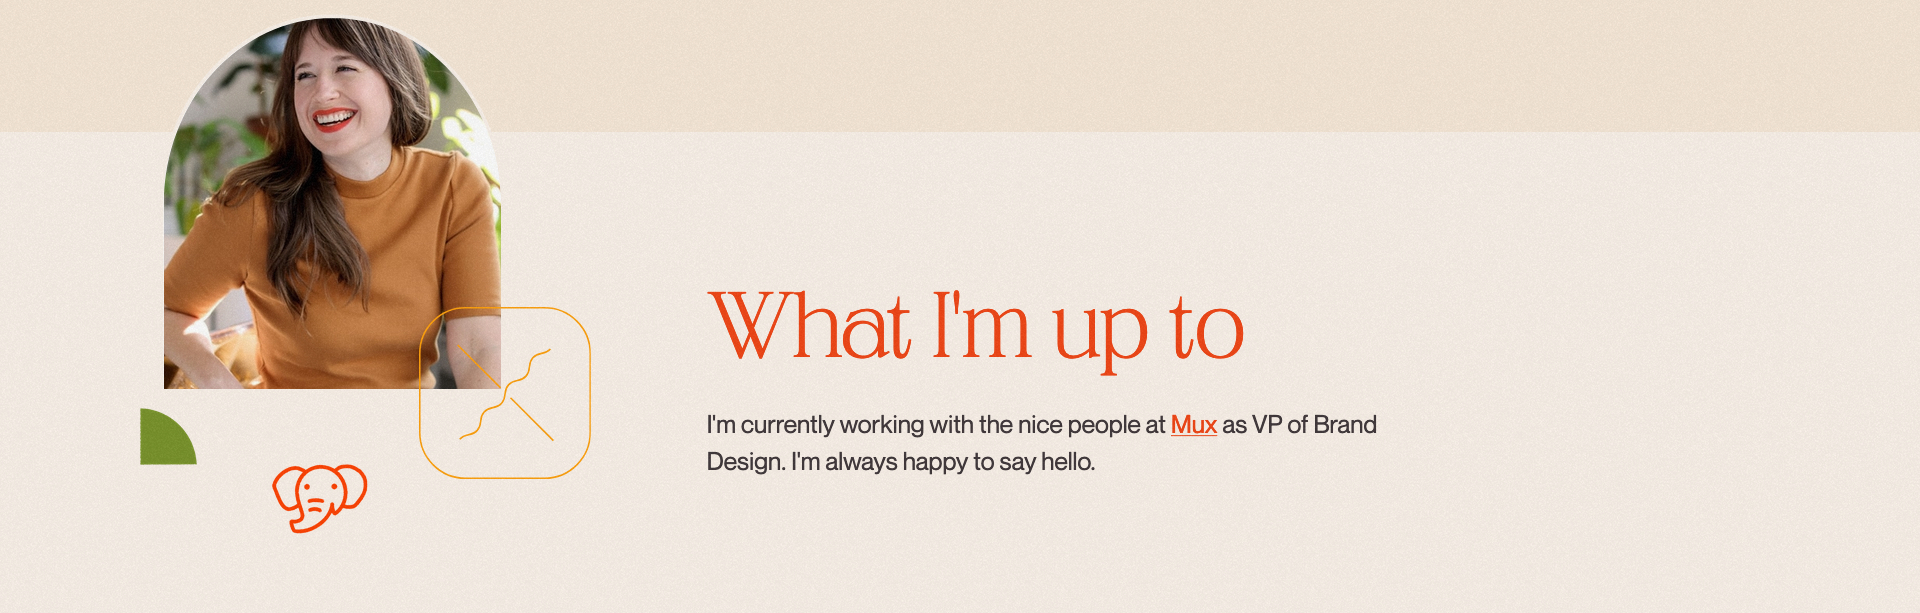 What I'm up to
I'm currently working with the nice people at Mux as VP of Brand
Design. I'm always happy to say hello.